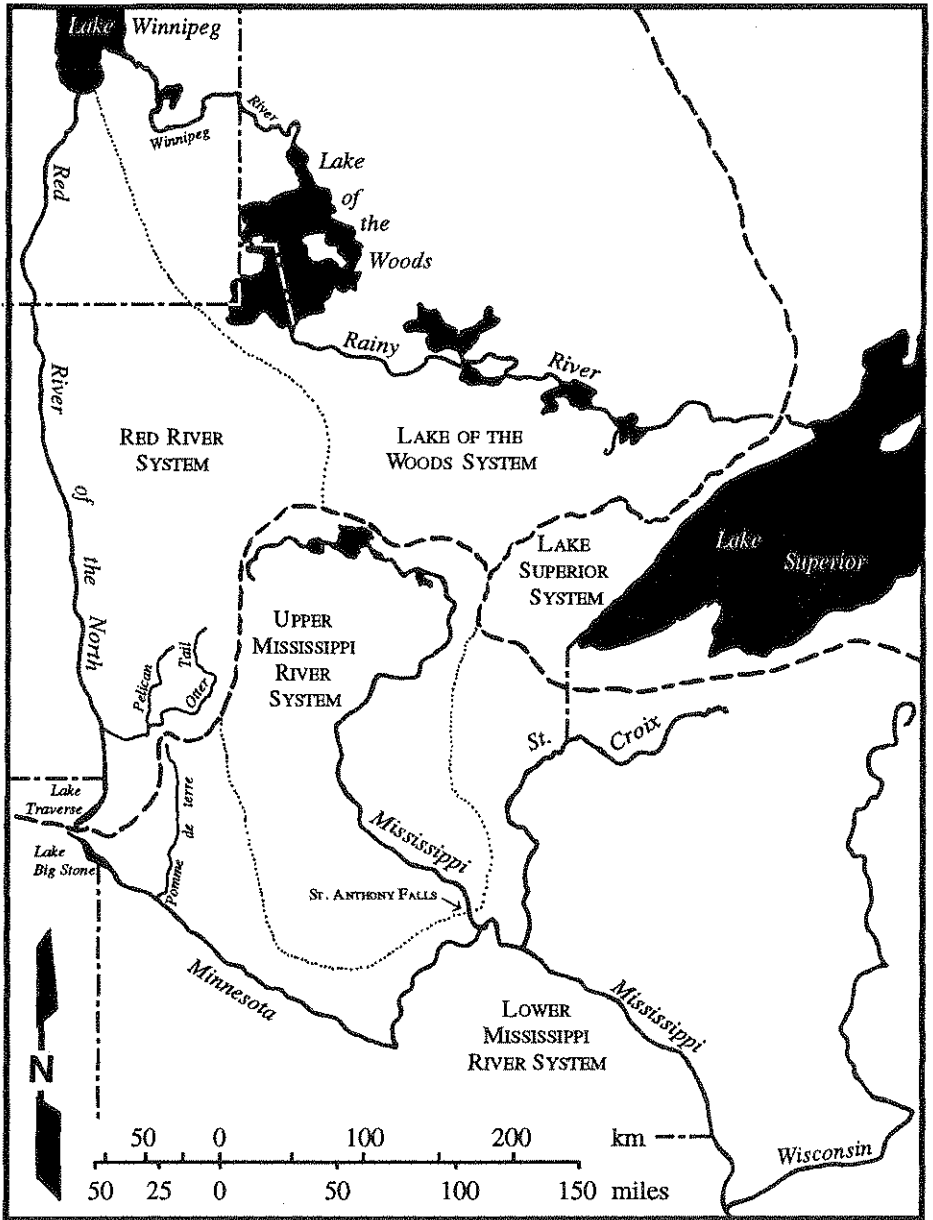 Lake Winnipeg
Winnipeg River
Lake
of
the
Woods
Red River of the North
Rainy River
RED RIVER
SYSTEM
LAKE OF THE
WOODS SYSTEM
LAKE
SUPERIOR
SYSTEM
Lake Superior
UPPER
MISSISSIPPI
RIVER
SYSTEM
Pelican
Otter Tail
St. Croix
Lake
Traverse
Lake
Big Stone
Pomme de terre
Mississippi
ST. ANTHONY FALLS
Minnesota
LOWER
MISSISSIPPI
RIVER SYSTEM
Mississippi
Wisconsin
N
50 0 100 200 km
50 25 0 50 100 150 miles